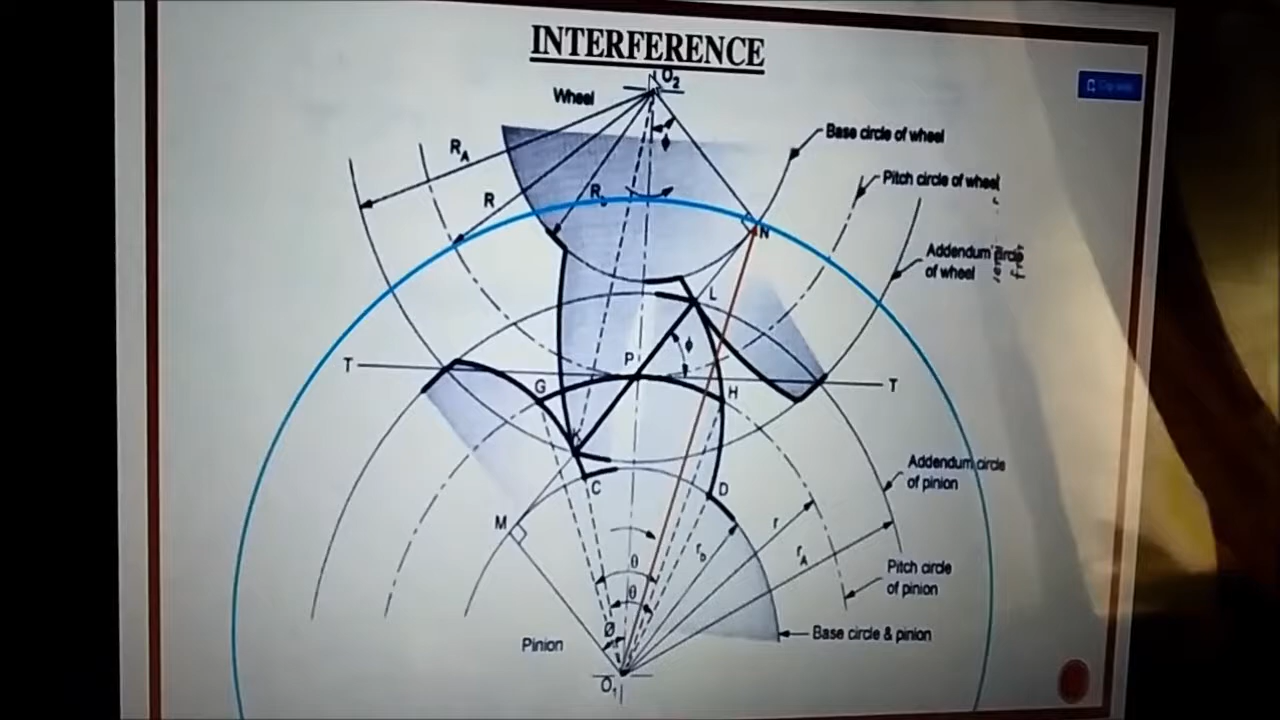 INTERFERENCE
O2
Wheel
ϕ
Base circle of wheel
RA
Pitch circle of wheel
R
N
Addendum circle
of wheel
L
ϕ
P
T
T
G
H
K
Addendum circle
of pinion
C
D
M
r
rb
rA
θ
Pitch circle
of pinion
θ
Ø
Base circle & pinion
Pinion
O1